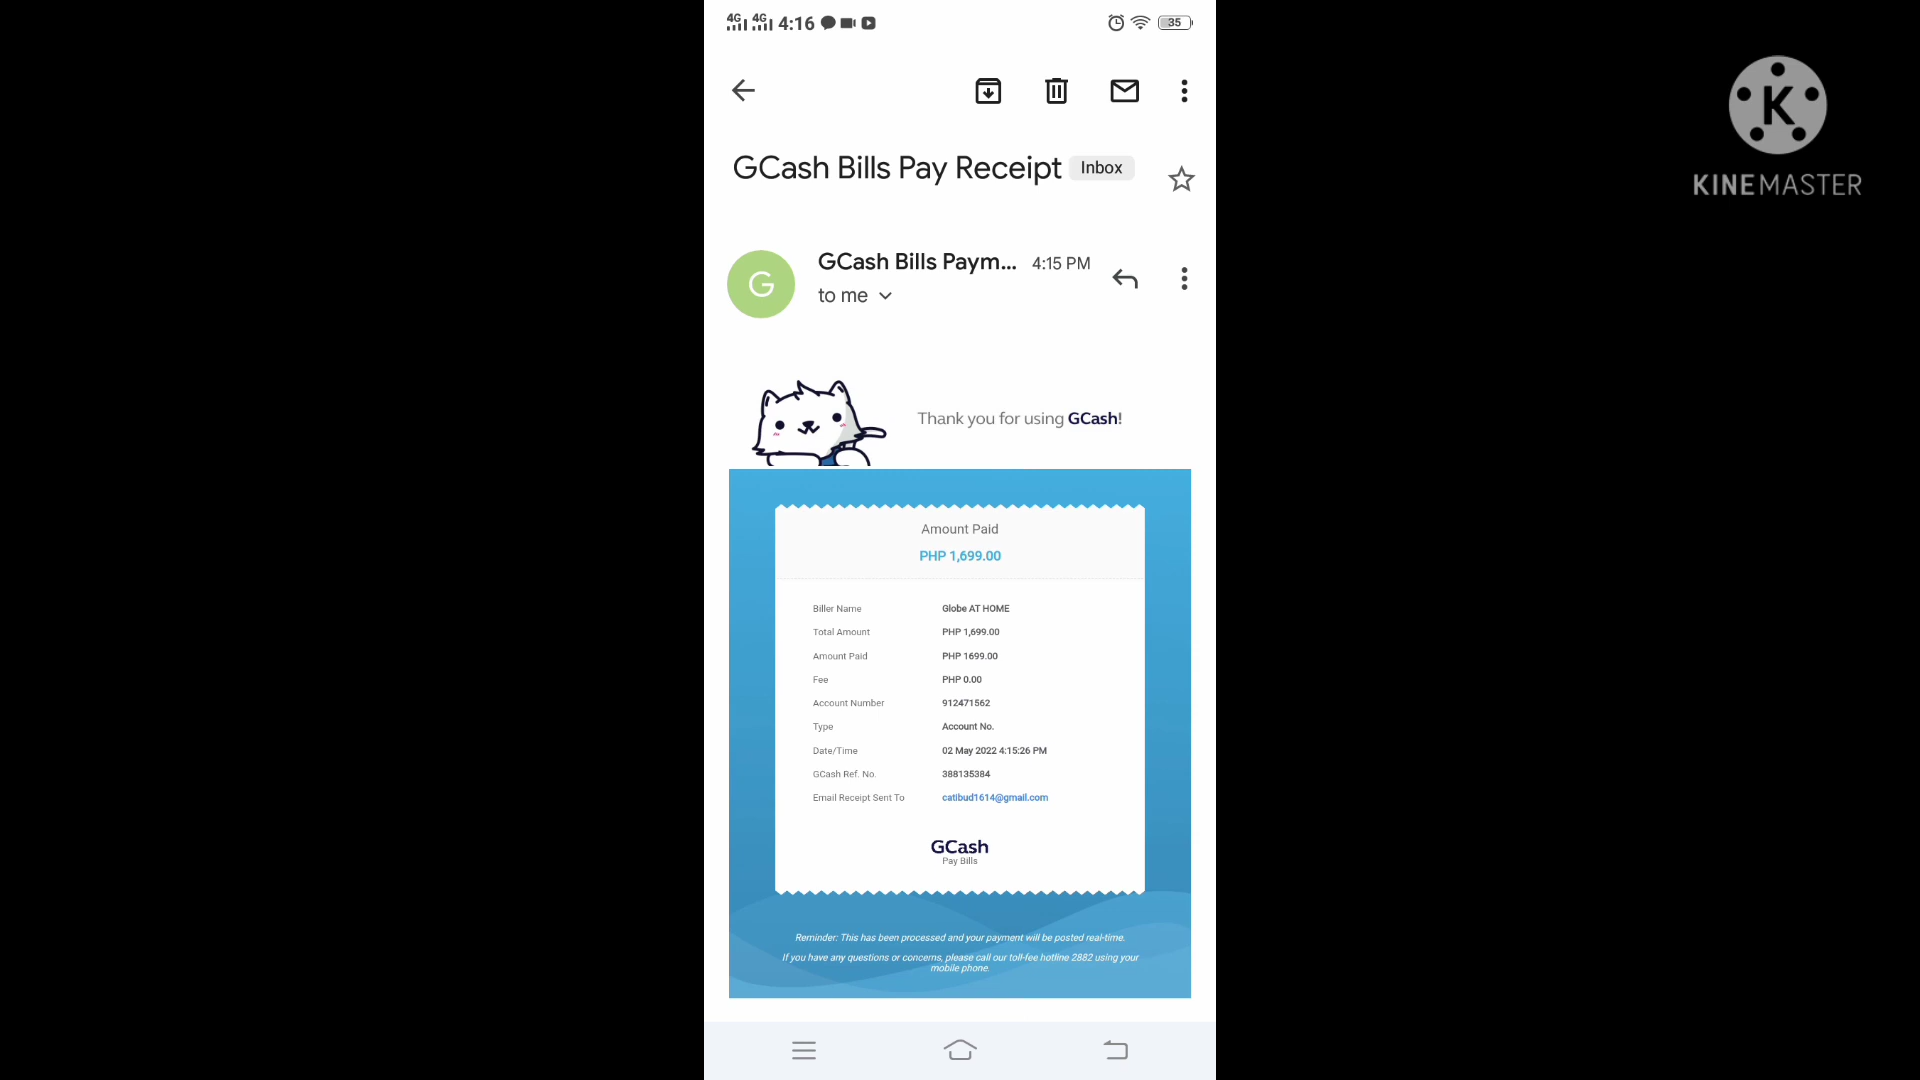 4G 4G 4:16 35
GCash Bills Pay Receipt Inbox
GCash Bills Paym... 4:15 PM
G
to me
Thank you for using GCash!
Amount Paid
PHP 1,699.00
Biller Name Globe AT HOME
Total Amount PHP 1,699.00
Amount Paid PHP 1699.00
Fee PHP 0.00
Account Number 912471562
Type Account No.
Date/Time 02 May 2022 4:15:26 PM
GCash Ref. No. 388135384
Email Receipt Sent To catibud1614@gmail.com
GCash
Pay Bills
Reminder: This has been processed and your payment will be posted real-time.
If you have any questions or concerns, please call our toll-fee hotline 2882 using your
mobile phone.
K
KINEMASTER